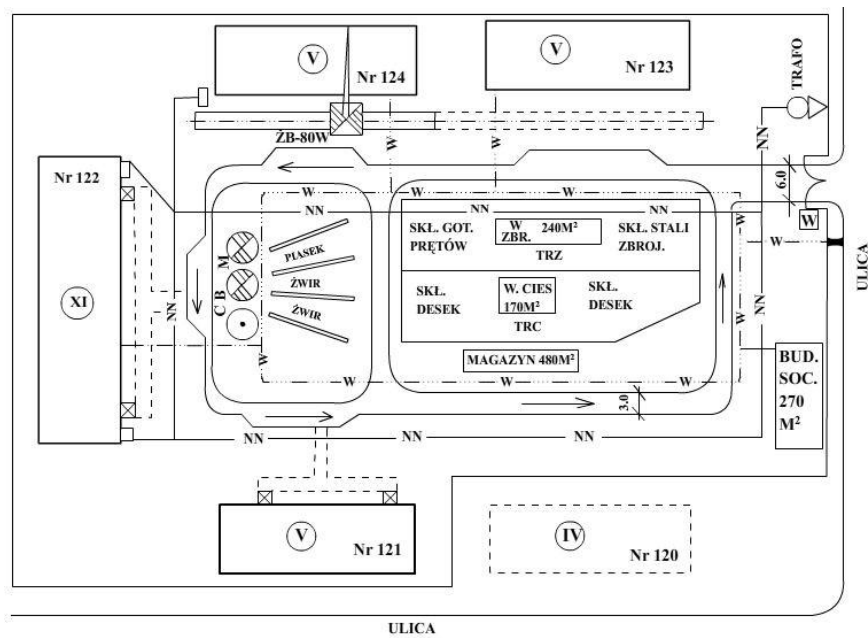 V
Nr 124
V
Nr 123
TRAFO
NN
ŻB-80W
W
W
6.0
Nr 122
XI
W
W
W
W
NN
NN
NN
W
W
W
NN
NN
M
C B
PIASEK
ŻWIR
ŻWIR
SKŁ. GOT.
PRĘTÓW
W
ZBR.
240M²
TRZ
SKŁ. STALI
ZBROJ.
SKŁ.
DESEK
W. CIES
170M²
TRC
SKŁ.
DESEK
MAGAZYN 480M²
W
W
W
W
W
W
3.0
BUD.
SOC.
270
M²
ULICA
ULICA
NN
NN
NN
V
Nr 121
IV
Nr 120
ULICA